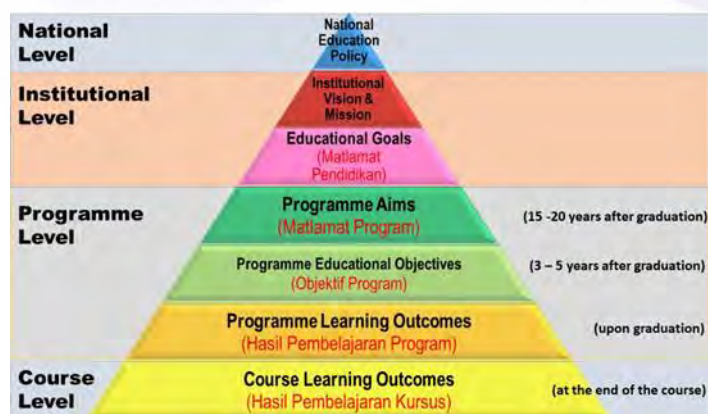 National
Level
National
Education
Policy
Institutional
Level
Institutional
Vision &
Mission
Educational Goals
(Matlamat
Pendidikan)
Programme
Level
Programme Aims
(Matlamat Program)
(15 -20 years after graduation)
Programme Educational Objectives
(Objektif Program)
(3 – 5 years after graduation)
Programme Learning Outcomes
(Hasil Pembelajaran Program)
(upon graduation)
Course
Level
Course Learning Outcomes
(Hasil Pembelajaran Kursus)
(at the end of the course)